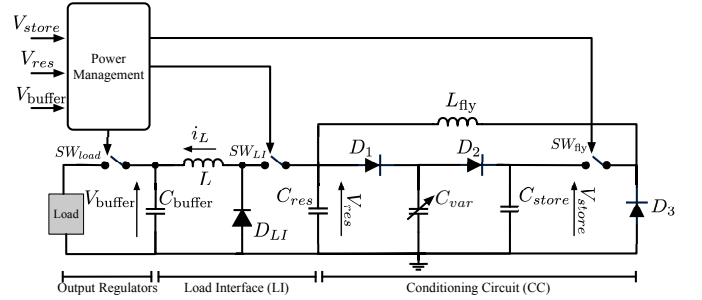 V_store
V_res
V_buffer
Power
Management
L_fly
i_L
SW_load
SW_LI
D_1
D_2
SW_fly
L
Load
V_buffer
C_buffer
D_LI
C_res
V_res
C_var
C_store
V_store
D_3
Output Regulators
Load Interface (LI)
Conditioning Circuit (CC)